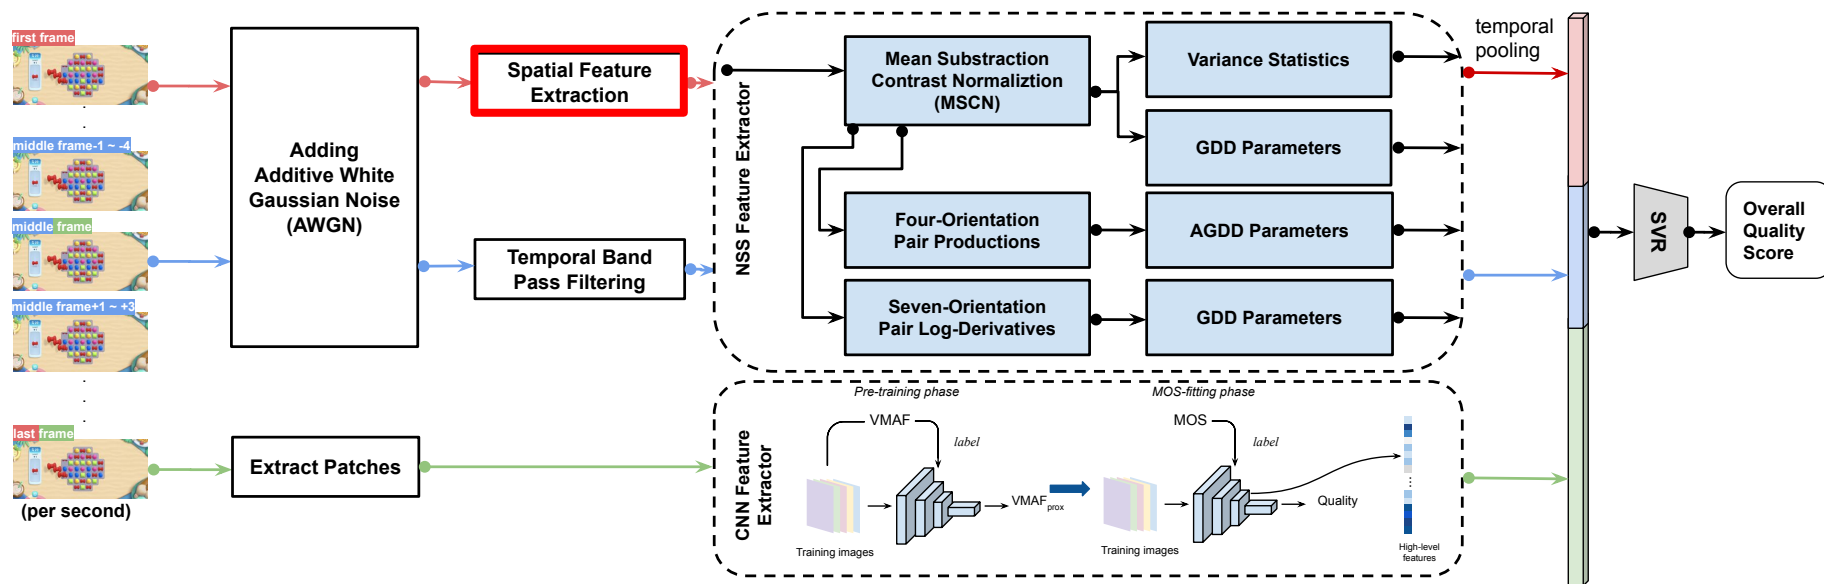 first frame
middle frame-1 ~ -4
middle frame
middle frame+1 ~ +3
last frame
(per second)
Adding
Additive White
Gaussian Noise
(AWGN)
Extract Patches
Spatial Feature
Extraction
Temporal Band
Pass Filtering
NSS Feature Extractor
Mean Substraction
Contrast Normaliztion
(MSCN)
Variance Statistics
GDD Parameters
Four-Orientation
Pair Productions
AGDD Parameters
Seven-Orientation
Pair Log-Derivatives
GDD Parameters
CNN Feature
Extractor
Pre-training phase
VMAF
label
Training images
VMAFprox
MOS-fitting phase
MOS
label
Training images
Quality
High-level
features
temporal
pooling
SVR
Overall
Quality
Score